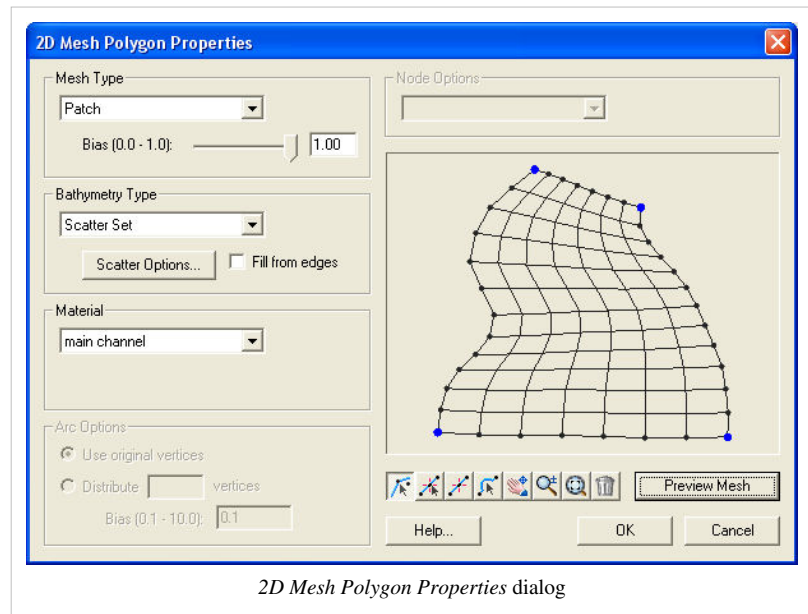 2D Mesh Polygon Properties
Mesh Type
Patch
Bias (0.0 - 1.0): 1.00
Bathymetry Type
Scatter Set
Scatter Options... Fill from edges
Material
main channel
Arc Options
Use original vertices
Distribute vertices
Bias (0.1 - 10.0): 0.1
Node Options
Preview Mesh
Help... OK Cancel
2D Mesh Polygon Properties dialog